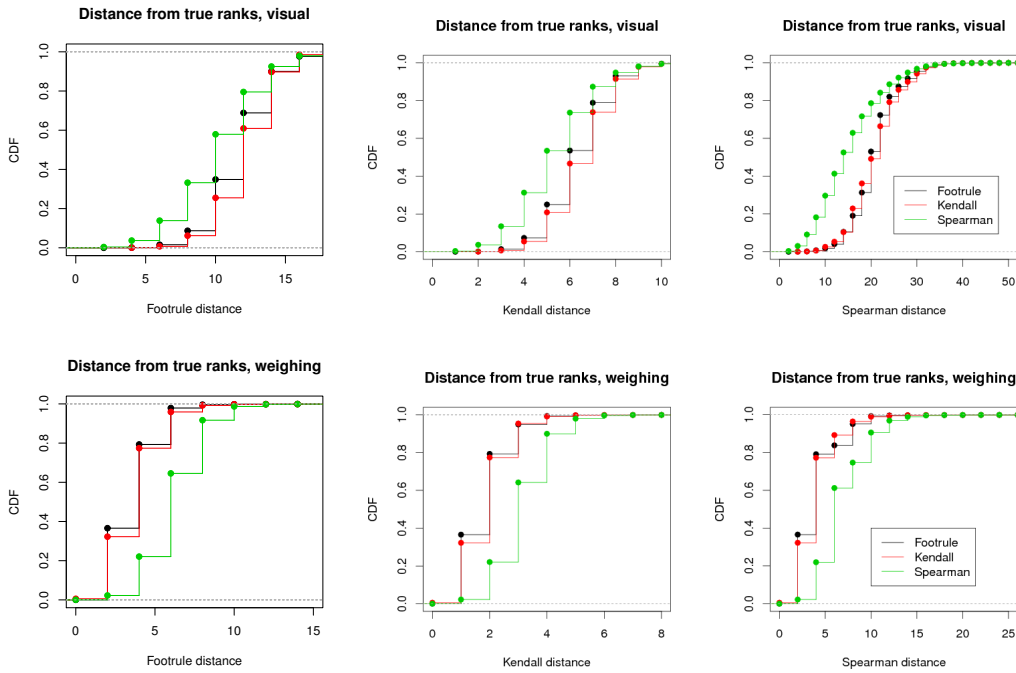 Distance from true ranks, visual
CDF
0.0 0.2 0.4 0.6 0.8 1.0
0 5 10 15
Footrule distance
Distance from true ranks, visual
CDF
0.0 0.2 0.4 0.6 0.8 1.0
0 2 4 6 8 10
Kendall distance
Distance from true ranks, visual
CDF
0.0 0.2 0.4 0.6 0.8 1.0
Footrule
Kendall
Spearman
0 10 20 30 40 50
Spearman distance
Distance from true ranks, weighing
CDF
0.0 0.2 0.4 0.6 0.8 1.0
0 5 10 15
Footrule distance
Distance from true ranks, weighing
CDF
0.0 0.2 0.4 0.6 0.8 1.0
0 2 4 6 8
Kendall distance
Distance from true ranks, weighing
CDF
0.0 0.2 0.4 0.6 0.8 1.0
Footrule
Kendall
Spearman
0 5 10 15 20 25
Spearman distance